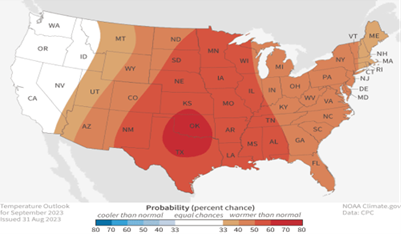 WA
MT
ND
MN
VT
ME
OR
ID
SD
WI
MI
NY
NH
MA
WY
CT
RI
NV
NE
IA
PA
NJ
UT
CO
IL
IN
OH
DE
CA
KS
MO
KY
WV
VA
MD
AZ
NM
OK
AR
TN
NC
SC
TX
LA
MS
AL
GA
FL
Temperature Outlook
for September 2023
Issued 31 Aug 2023
Probability (percent chance)
NOAA Climate.gov
Data: CPC
cooler than normal equal chances warmer than normal
80 70 60 50 40 33 33 40 50 60 70 80